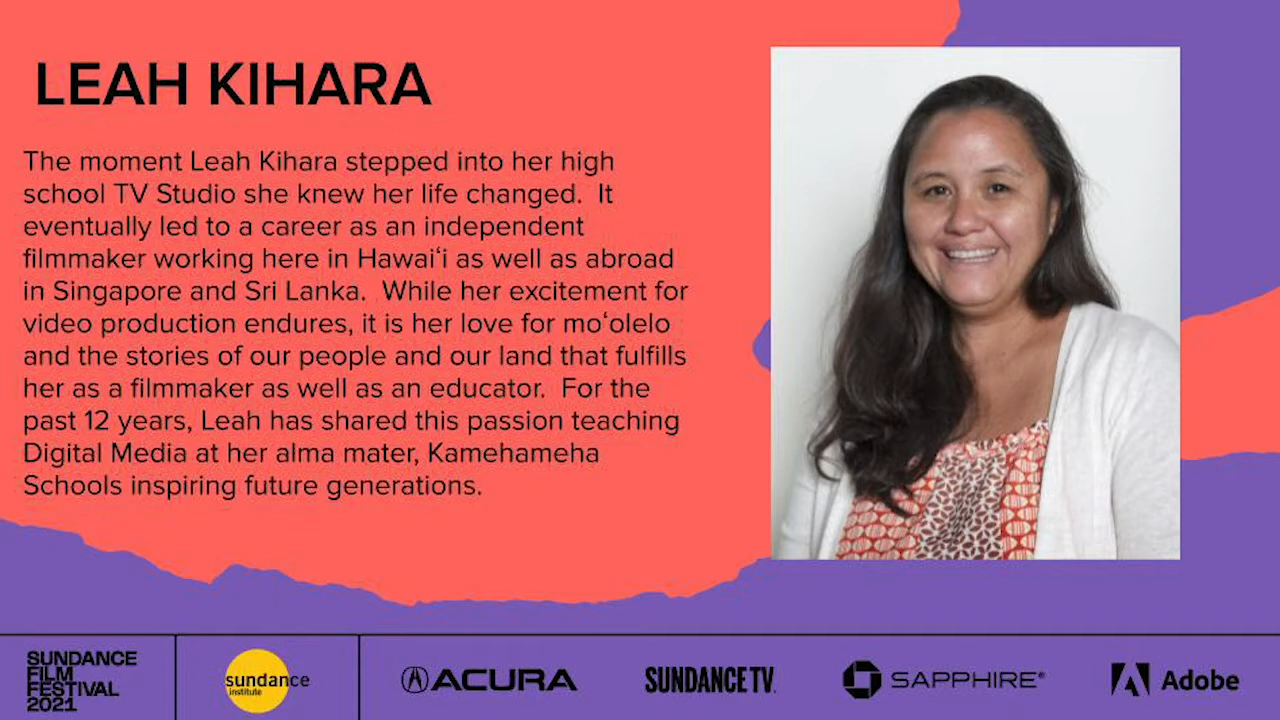 LEAH KIHARA
The moment Leah Kihara stepped into her high
school TV Studio she knew her life changed.  It
eventually led to a career as an independent
filmmaker working here in Hawaiʻi as well as abroad
in Singapore and Sri Lanka.  While her excitement for
video production endures, it is her love for moʻolelo
and the stories of our people and our land that fulfills
her as a filmmaker as well as an educator.  For the
past 12 years, Leah has shared this passion teaching
Digital Media at her alma mater, Kamehameha
Schools inspiring future generations.
SUNDANCE
FILM
FESTIVAL
2021
sundance
institute
ACURA
SUNDANCE TV
SAPPHIRE®
Adobe